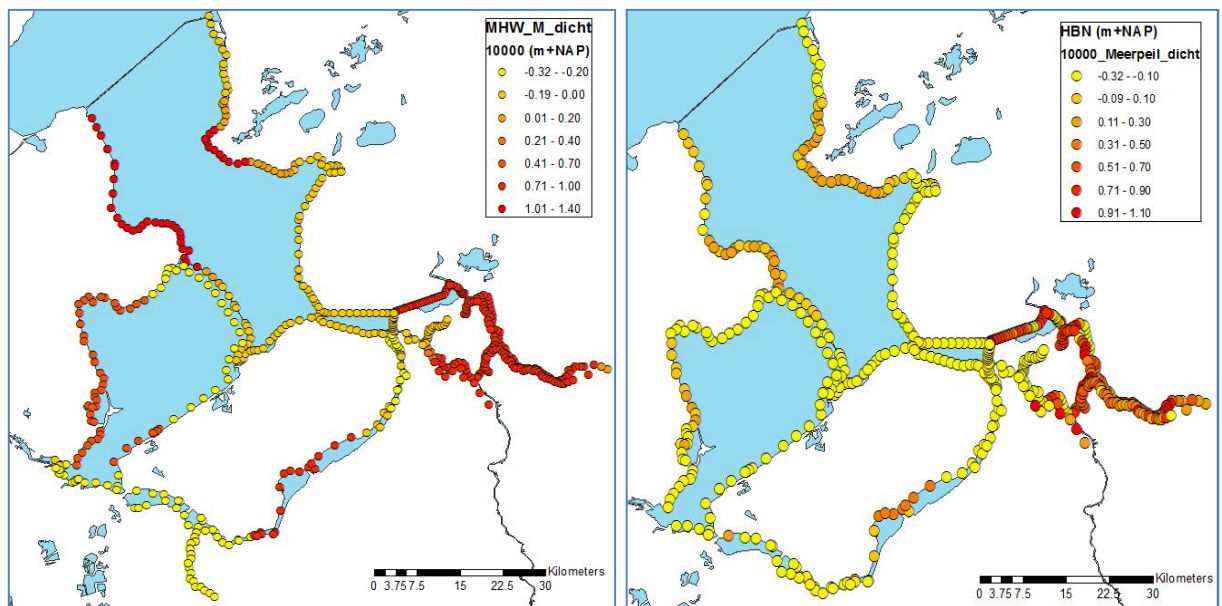 MHW_M_dicht
10000 (m+NAP)
-0.32 - -0.20
-0.19 - 0.00
0.01 - 0.20
0.21 - 0.40
0.41 - 0.70
0.71 - 1.00
1.01 - 1.40
Kilometers
0 3.75 7.5 15 22.5 30
HBN (m+NAP)
10000_Meerpeil_dicht
-0.32 - -0.10
-0.09 - 0.10
0.11 - 0.30
0.31 - 0.50
0.51 - 0.70
0.71 - 0.90
0.91 - 1.10
Kilometers
0 3.75 7.5 15 22.5 30